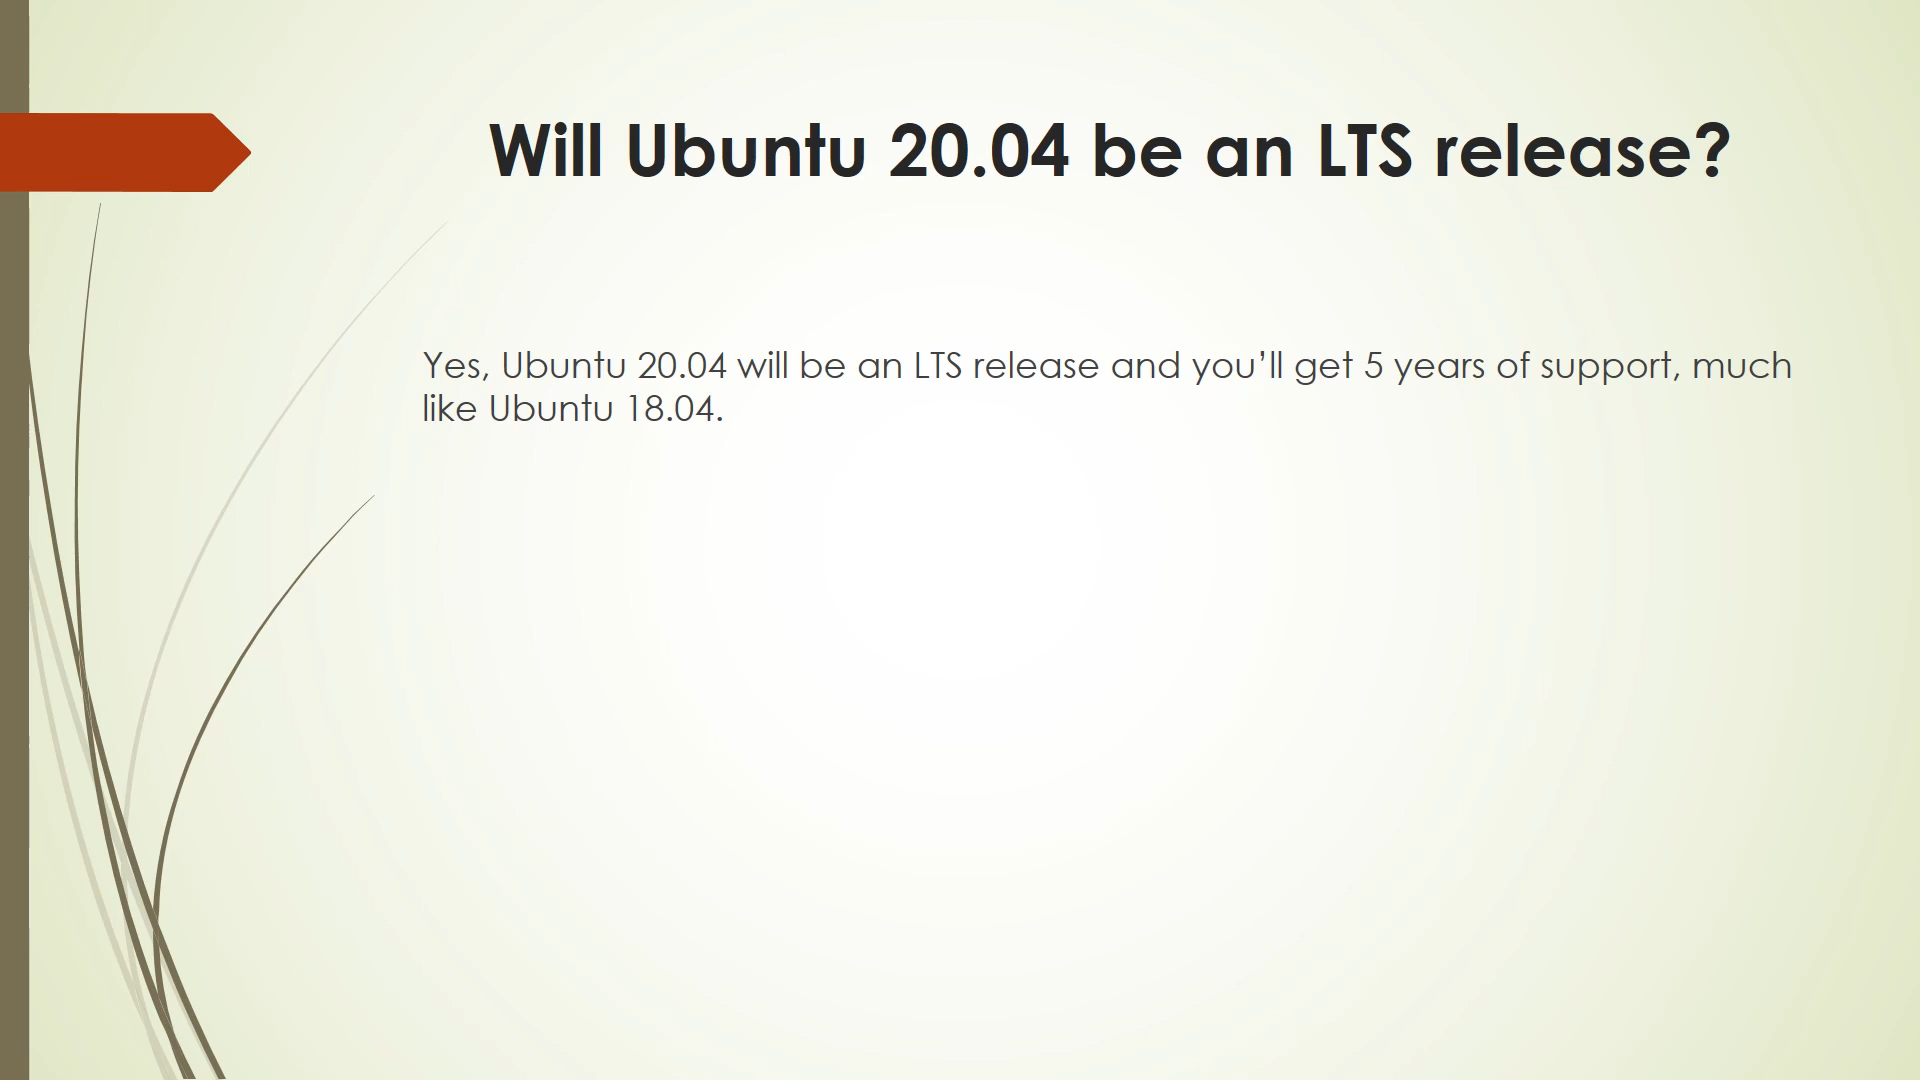 Will Ubuntu 20.04 be an LTS release?
Yes, Ubuntu 20.04 will be an LTS release and you’ll get 5 years of support, much
like Ubuntu 18.04.